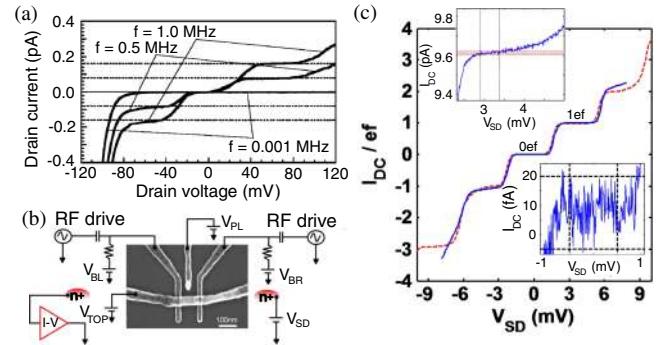 (a)
0.4
0.2
0.0
-0.2
-0.4
Drain current (pA)
f = 1.0 MHz
f = 0.5 MHz
f = 0.001 MHz
-120
-80
-40
0
40
80
120
Drain voltage (mV)
(b)
RF drive
V_PL
RF drive
V_BL
V_BR
n+
n+
V_TOP
I-V
100nm
V_SD
(c)
4
3
2
1
0
-1
-2
-3
-4
I_DC / ef
-9
-6
-3
0
3
6
9
V_SD (mV)
0ef
1ef
9.8
9.6
9.4
I_DC (pA)
3
4
V_SD (mV)
20
10
0
I_DC (fA)
-1
1
V_SD (mV)